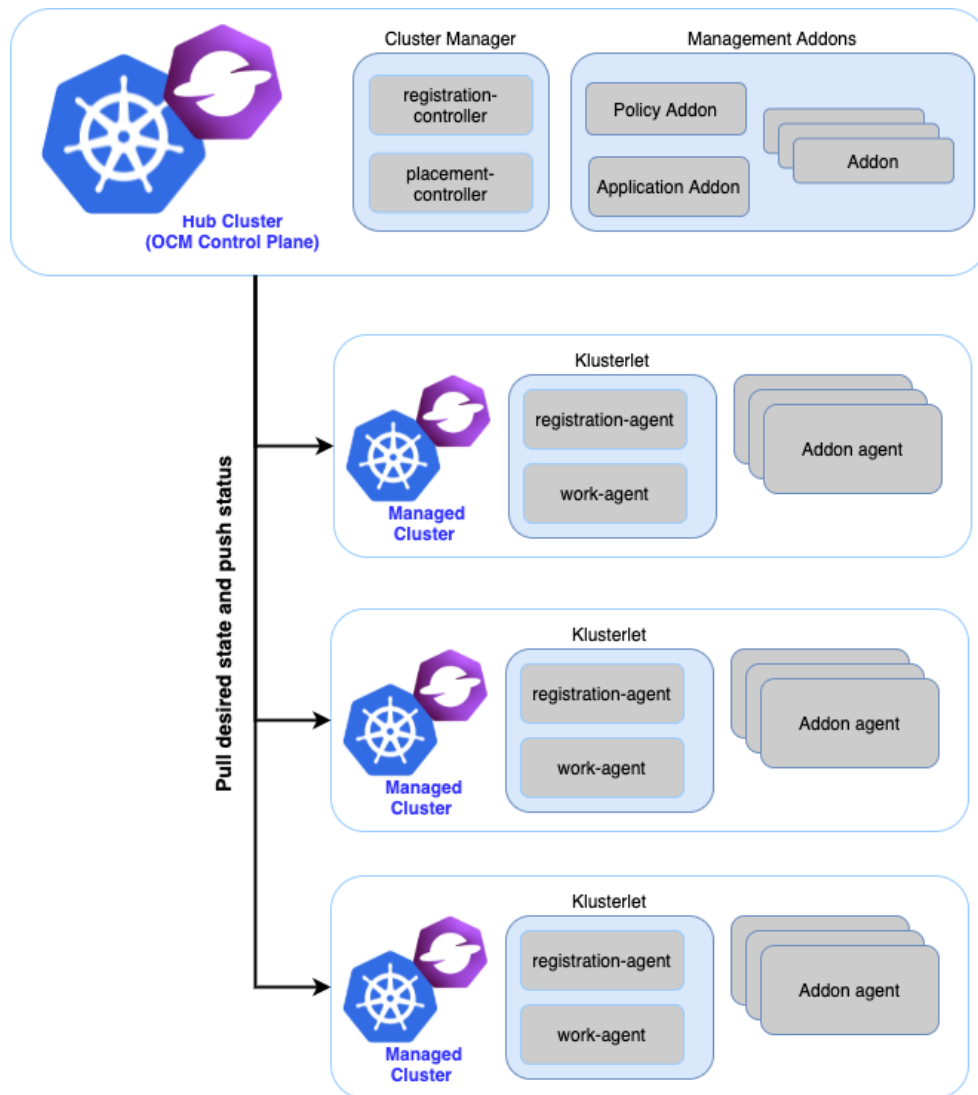 Cluster Manager
Management Addons
registration-
controller
placement-
controller
Policy Addon
Application Addon
Addon
Hub Cluster
(OCM Control Plane)
Pull desired state and push status
Klusterlet
registration-agent
work-agent
Addon agent
Managed
Cluster
Klusterlet
registration-agent
work-agent
Addon agent
Managed
Cluster
Klusterlet
registration-agent
work-agent
Addon agent
Managed
Cluster